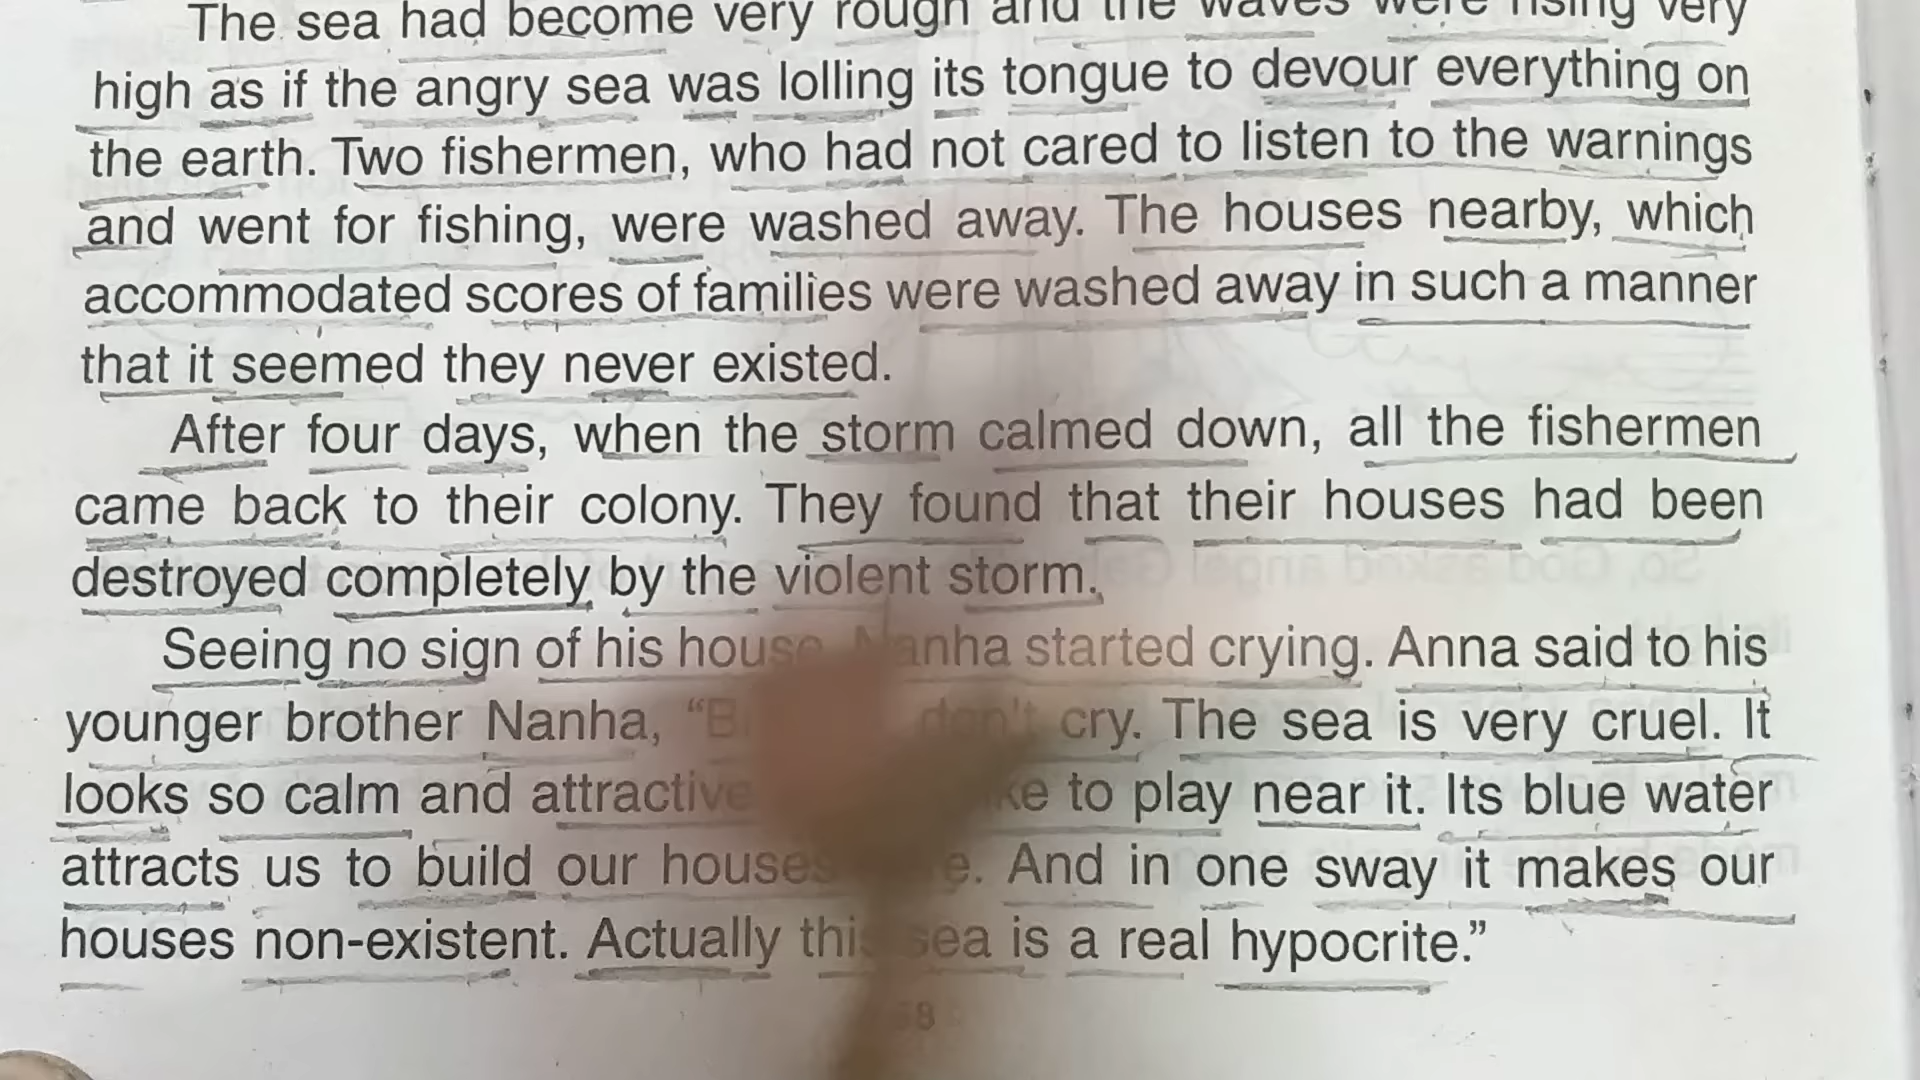 The sea had become very rough and the waves were rising very
high as if the angry sea was lolling its tongue to devour everything on
the earth. Two fishermen, who had not cared to listen to the warnings
and went for fishing, were washed away. The houses nearby, which
accommodated scores of families were washed away in such a manner
that it seemed they never existed.
After four days, when the storm calmed down, all the fishermen
came back to their colony. They found that their houses had been
destroyed completely by the violent storm.
Seeing no sign of his house, Nanha started crying. Anna said to his
younger brother Nanha, “ don't cry. The sea is very cruel. It
looks so calm and attractive to play near it. Its blue water
attracts us to build our houses And in one sway it makes our
houses non-existent. Actually this sea is a real hypocrite.”